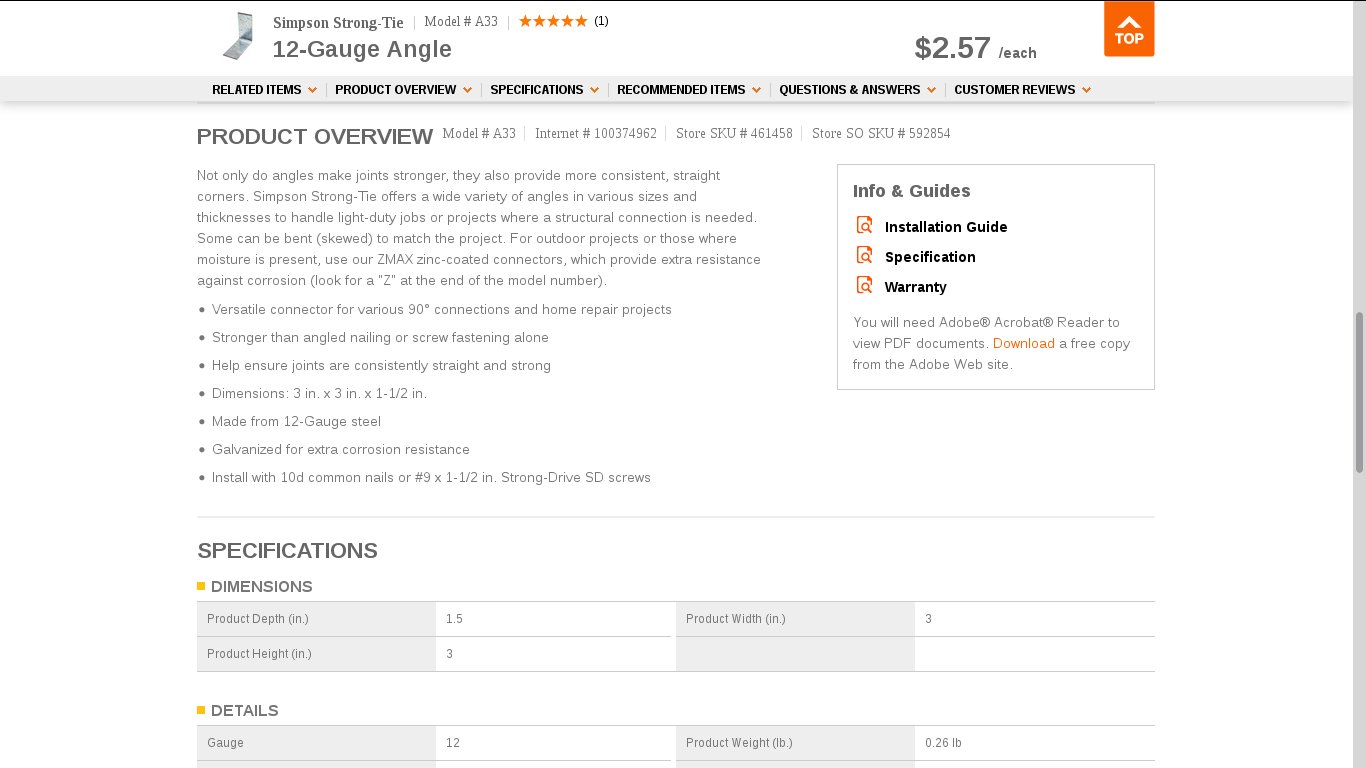 Simpson Strong-Tie Model # A33 (1)
12-Gauge Angle
$2.57 /each
TOP
RELATED ITEMS PRODUCT OVERVIEW SPECIFICATIONS RECOMMENDED ITEMS QUESTIONS & ANSWERS CUSTOMER REVIEWS
PRODUCT OVERVIEW Model # A33 Internet # 100374962 Store SKU # 461458 Store SO SKU # 592854
Not only do angles make joints stronger, they also provide more consistent, straight
corners. Simpson Strong-Tie offers a wide variety of angles in various sizes and
thicknesses to handle light-duty jobs or projects where a structural connection is needed.
Some can be bent (skewed) to match the project. For outdoor projects or those where
moisture is present, use our ZMAX zinc-coated connectors, which provide extra resistance
against corrosion (look for a "Z" at the end of the model number).
• Versatile connector for various 90° connections and home repair projects
• Stronger than angled nailing or screw fastening alone
• Help ensure joints are consistently straight and strong
• Dimensions: 3 in. x 3 in. x 1-1/2 in.
• Made from 12-Gauge steel
• Galvanized for extra corrosion resistance
• Install with 10d common nails or #9 x 1-1/2 in. Strong-Drive SD screws
Info & Guides
Installation Guide
Specification
Warranty
You will need Adobe® Acrobat® Reader to
view PDF documents. Download a free copy
from the Adobe Web site.
SPECIFICATIONS
DIMENSIONS
Product Depth (in.) 1.5 Product Width (in.) 3
Product Height (in.) 3
DETAILS
Gauge 12 Product Weight (lb.) 0.26 lb